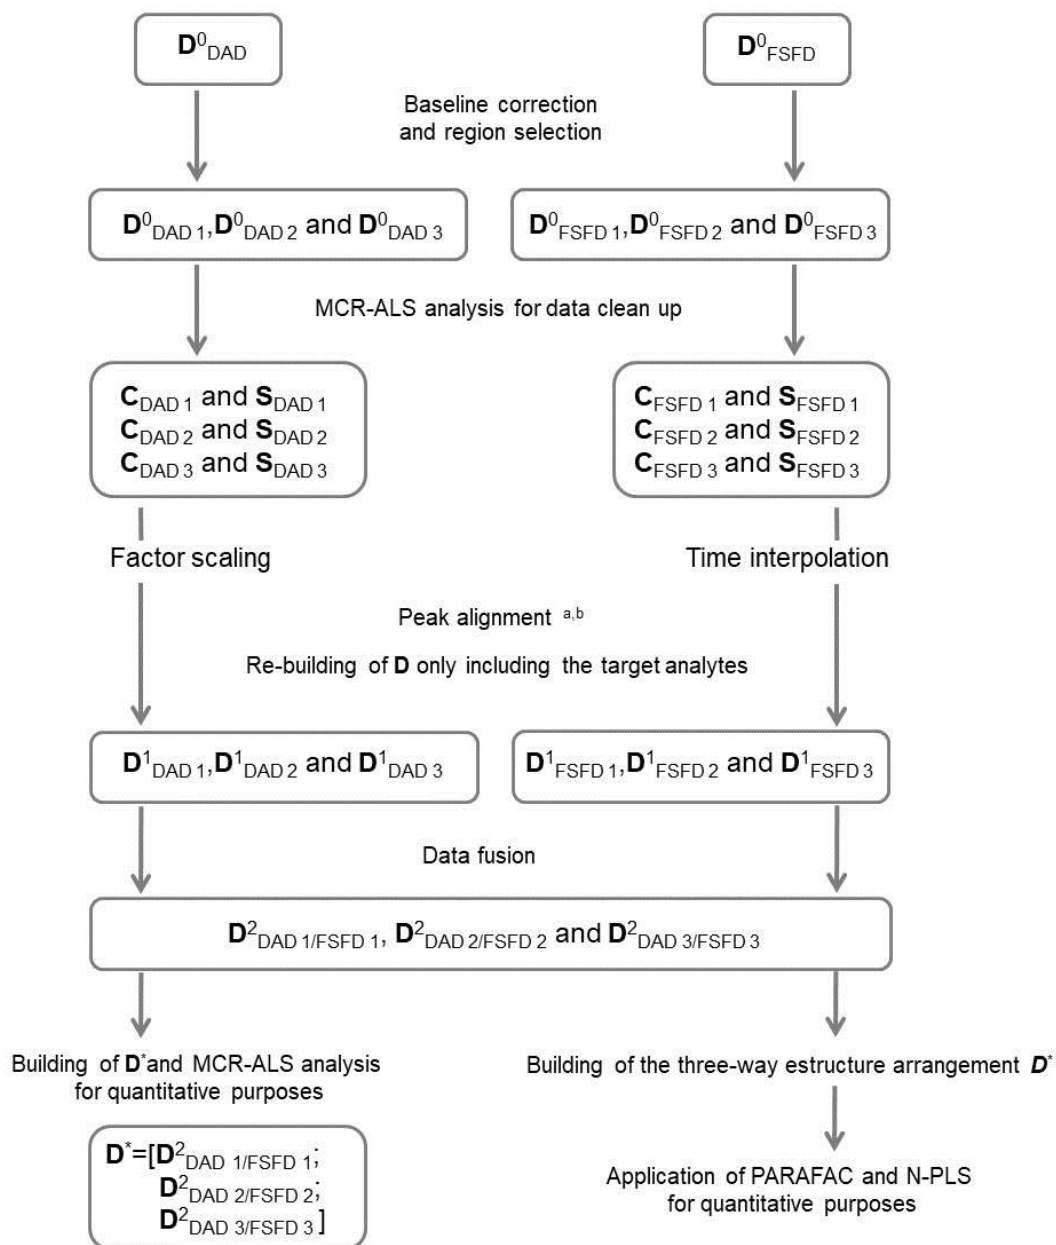 D⁰DAD
D⁰FSFD
Baseline correction
and region selection
D⁰DAD 1,D⁰DAD 2 and D⁰DAD 3
D⁰FSFD 1,D⁰FSFD 2 and D⁰FSFD 3
MCR-ALS analysis for data clean up
CDAD 1 and SDAD 1
CDAD 2 and SDAD 2
CDAD 3 and SDAD 3
CFSFD 1 and SFSFD 1
CFSFD 2 and SFSFD 2
CFSFD 3 and SFSFD 3
Factor scaling
Time interpolation
Peak alignment a,b
Re-building of D only including the target analytes
D¹DAD 1,D¹DAD 2 and D¹DAD 3
D¹FSFD 1,D¹FSFD 2 and D¹FSFD 3
Data fusion
D²DAD 1/FSFD 1, D²DAD 2/FSFD 2 and D²DAD 3/FSFD 3
Building of D*and MCR-ALS analysis
for quantitative purposes
D*=[D²DAD 1/FSFD 1;
D²DAD 2/FSFD 2;
D²DAD 3/FSFD 3]
Building of the three-way estructure arrangement D*
Application of PARAFAC and N-PLS
for quantitative purposes